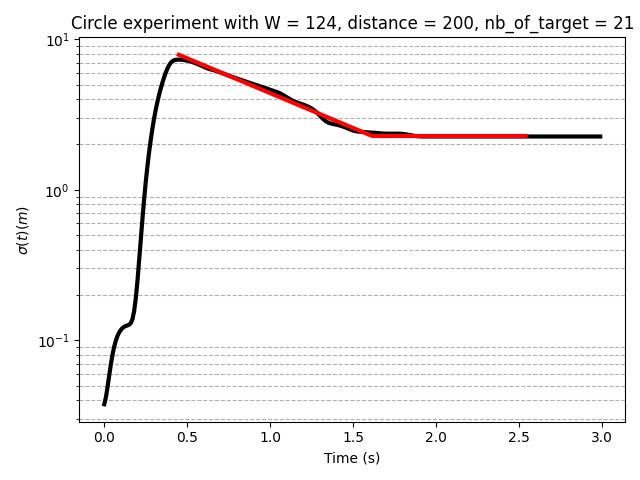 Circle experiment with W = 124, distance = 200, nb_of_target = 21
10¹
10⁰
10⁻¹
σ(t)(m)
0.0 0.5 1.0 1.5 2.0 2.5 3.0
Time (s)